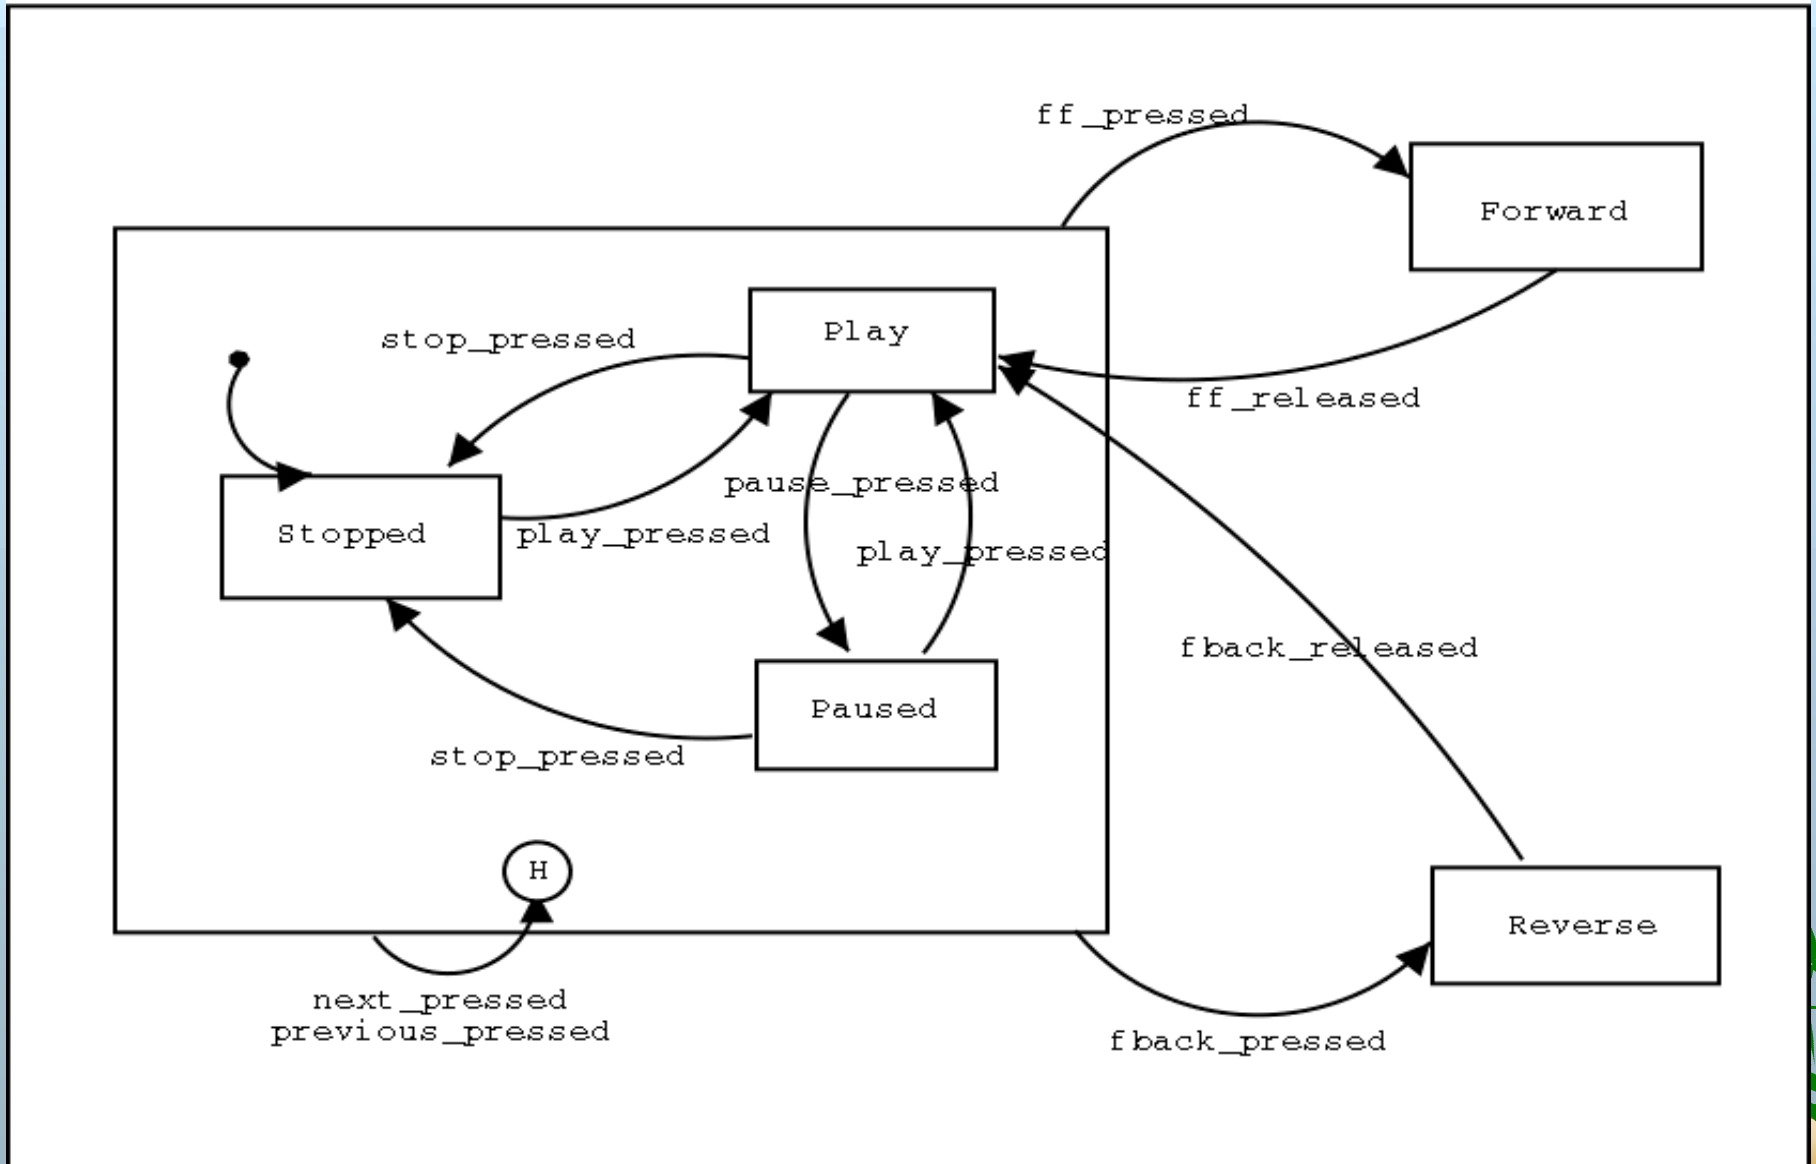 ff_pressed
Forward
Play
stop_pressed
ff_released
pause_pressed
Stopped
play_pressed
play_pressed
fback_released
Paused
stop_pressed
H
Reverse
next_pressed
previous_pressed
fback_pressed